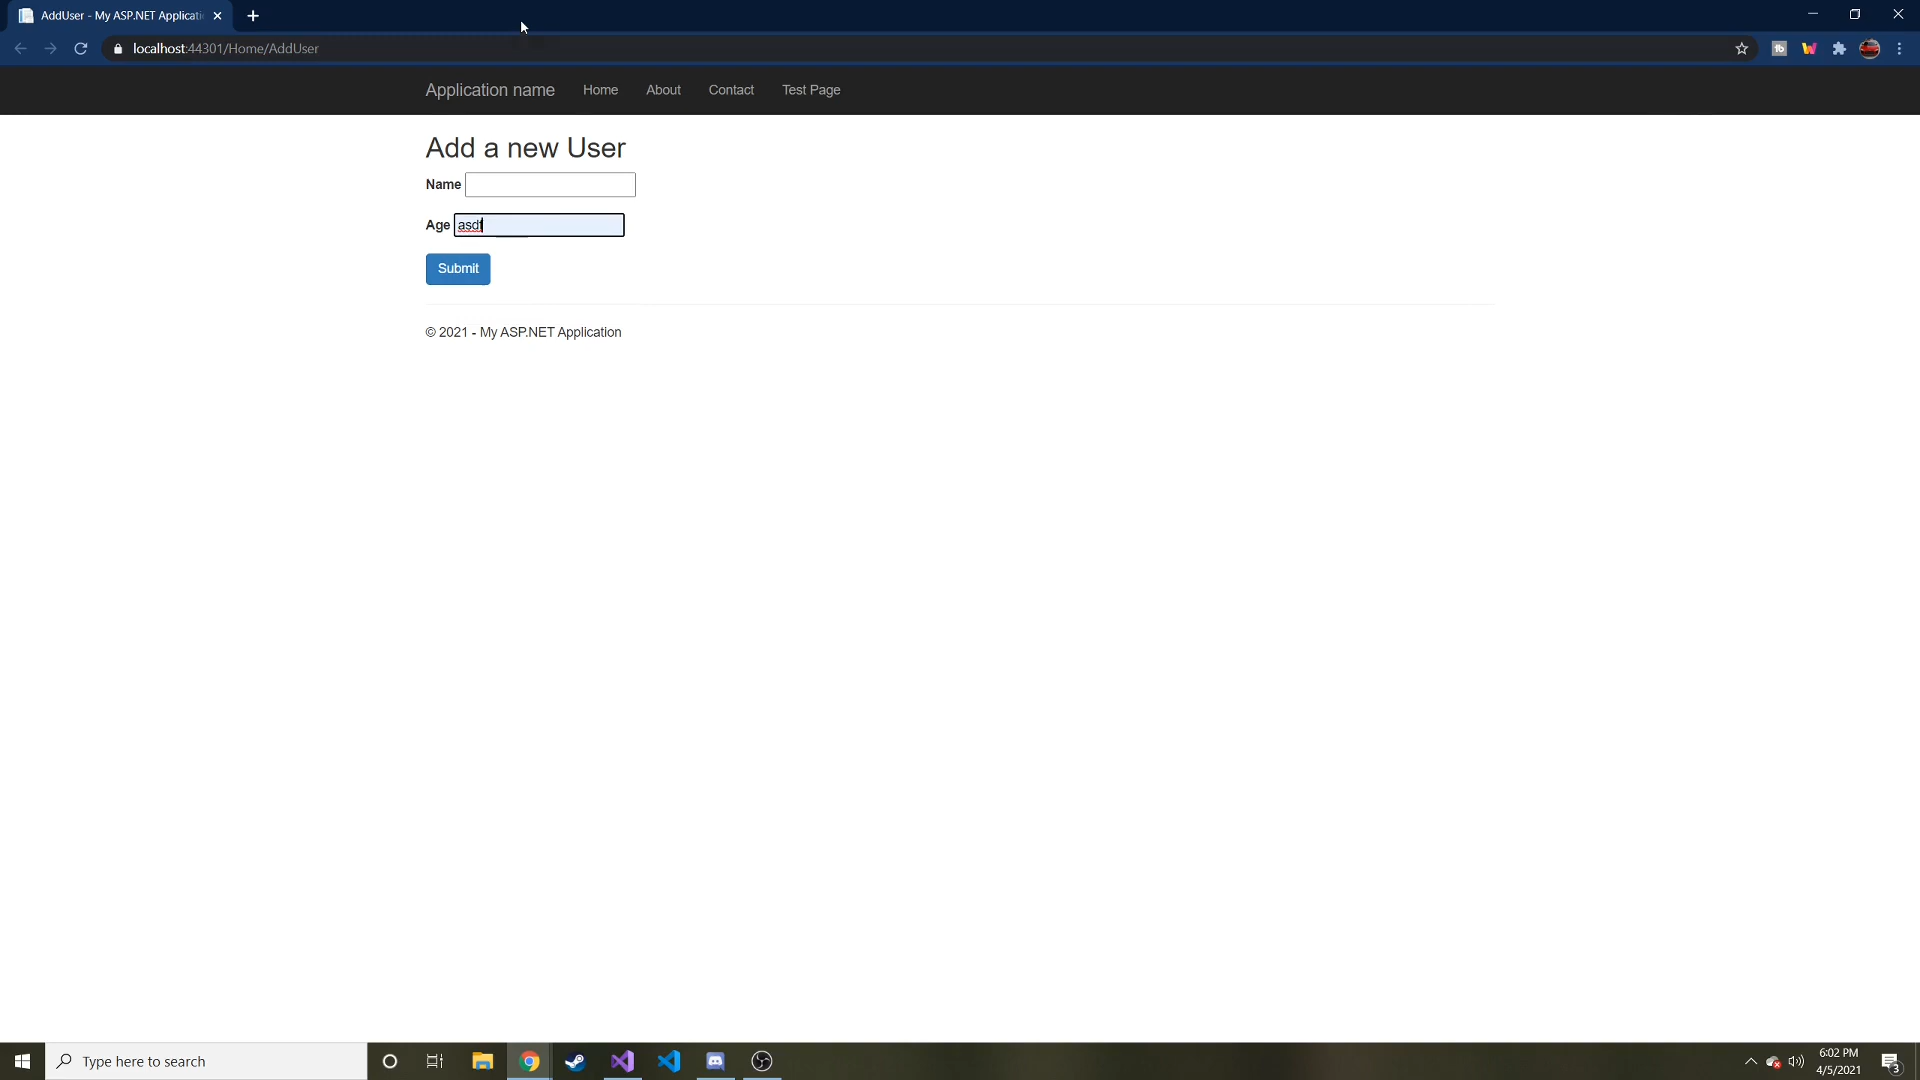 AddUser - My ASP.NET Applicati
localhost:44301/Home/AddUser
Application name Home About Contact Test Page
Add a new User
Name
Age asdf
Submit
© 2021 - My ASP.NET Application
Type here to search
6:02 PM
4/5/2021
3